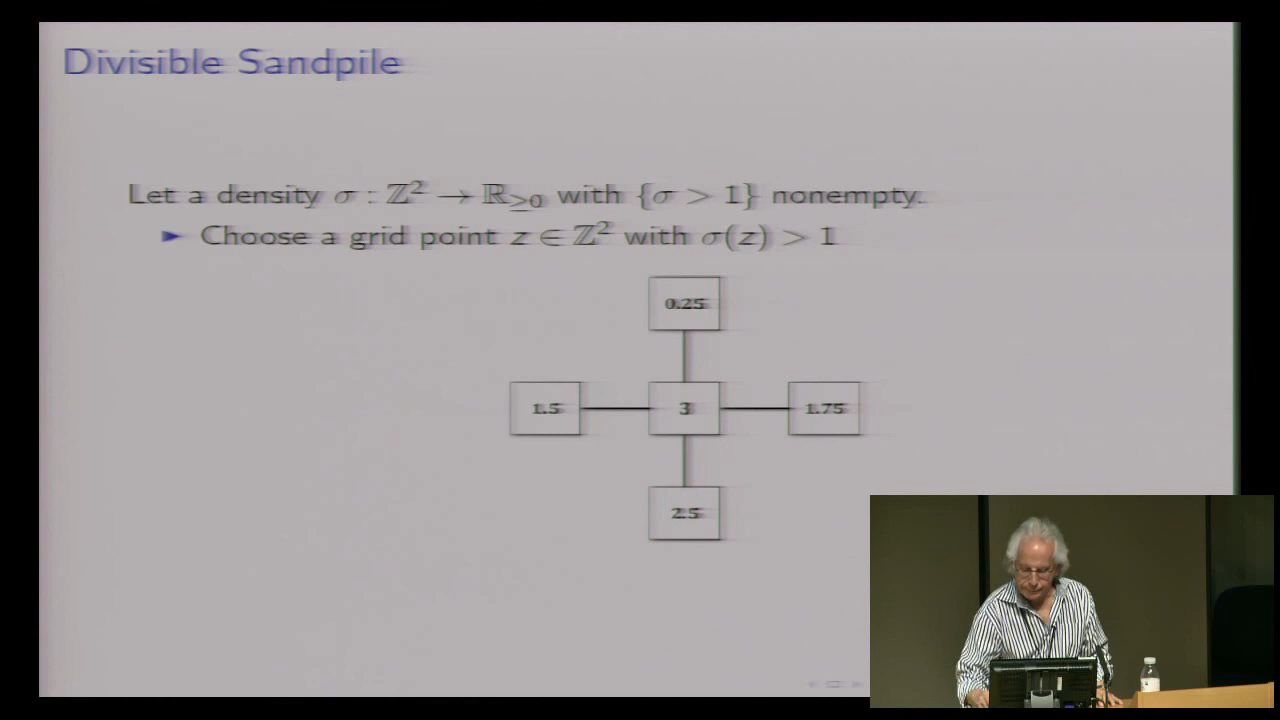 Divisible Sandpile
Let a density σ : ℤ² → ℝ≥0 with {σ > 1} nonempty.
► Choose a grid point z ∈ ℤ² with σ(z) > 1
0.25
1.5 3 1.75
2.5